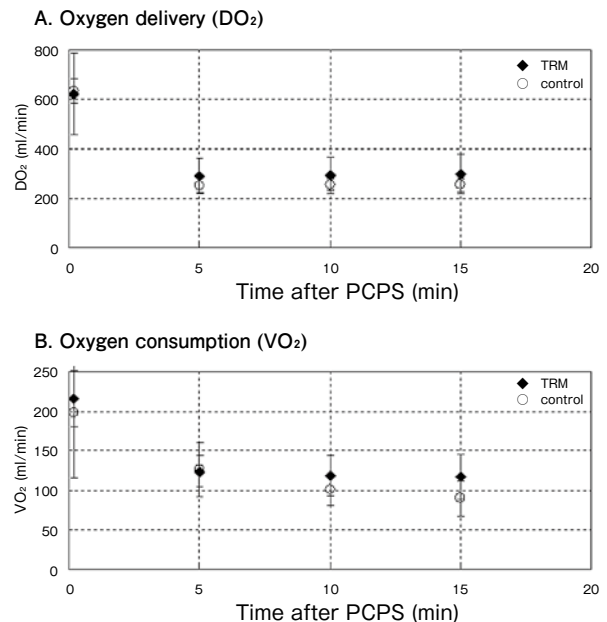 A. Oxygen delivery (DO₂)
800
600
400
200
0
DO₂ (ml/min)
TRM
control
0 5 10 15 20
Time after PCPS (min)
B. Oxygen consumption (VO₂)
250
200
150
100
50
0
VO₂ (ml/min)
TRM
control
0 5 10 15 20
Time after PCPS (min)